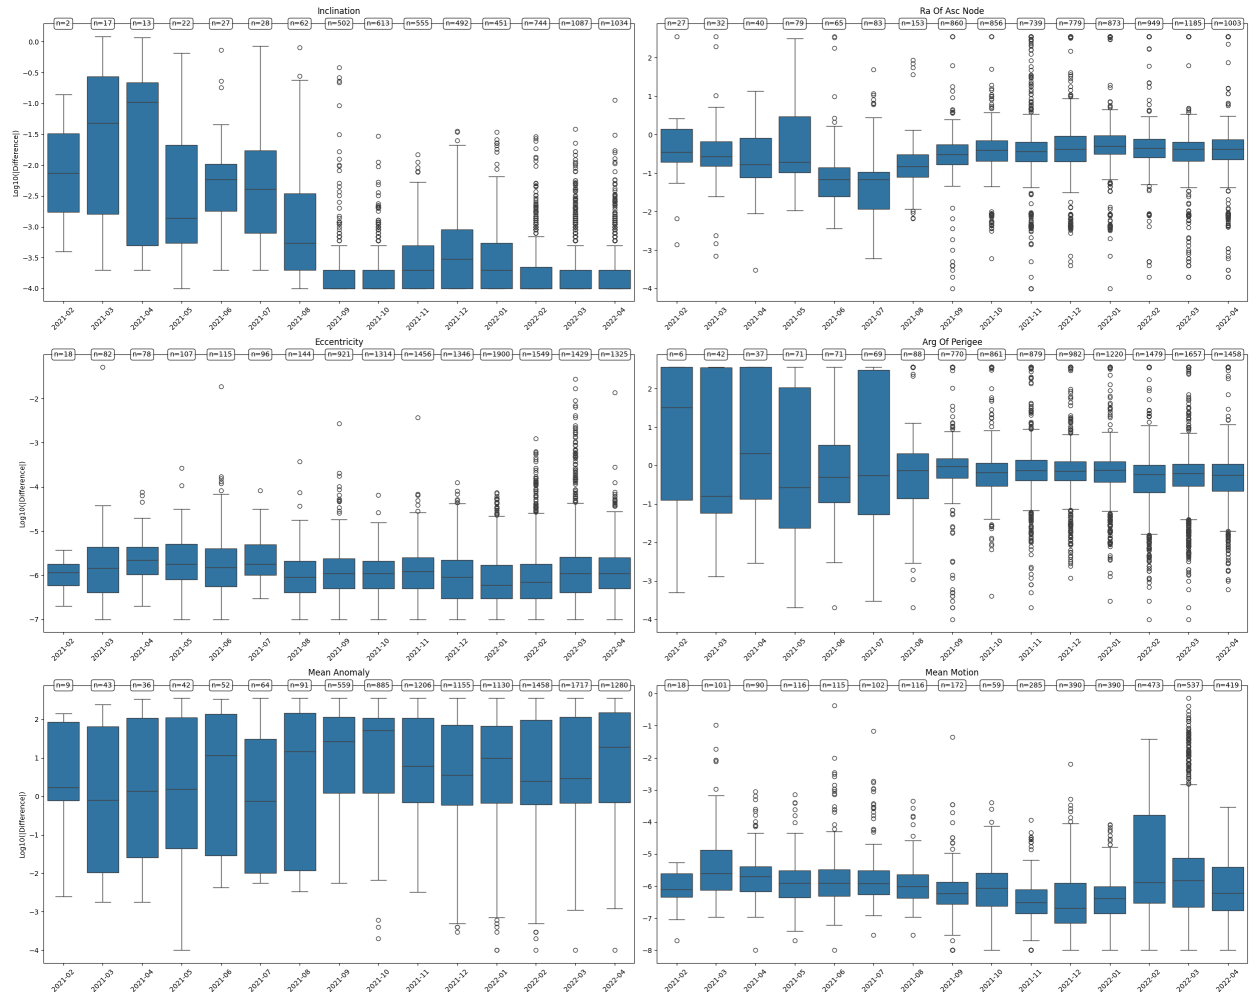 Inclination
n=2 n=17 n=13 n=22 n=27 n=28 n=62 n=502 n=613 n=555 n=492 n=451 n=744 n=1087 n=1034
Log10(|Difference|)
0.0
−0.5
−1.0
−1.5
−2.0
−2.5
−3.0
−3.5
−4.0
2021-02 2021-03 2021-04 2021-05 2021-06 2021-07 2021-08 2021-09 2021-10 2021-11 2021-12 2022-01 2022-02 2022-03 2022-04
Ra Of Asc Node
n=27 n=32 n=40 n=79 n=65 n=83 n=153 n=860 n=856 n=739 n=779 n=873 n=949 n=1185 n=1003
2
1
0
−1
−2
−3
−4
2021-02 2021-03 2021-04 2021-05 2021-06 2021-07 2021-08 2021-09 2021-10 2021-11 2021-12 2022-01 2022-02 2022-03 2022-04
Eccentricity
n=18 n=82 n=78 n=107 n=115 n=96 n=144 n=921 n=1314 n=1456 n=1346 n=1900 n=1549 n=1429 n=1325
Log10(|Difference|)
−2
−3
−4
−5
−6
−7
2021-02 2021-03 2021-04 2021-05 2021-06 2021-07 2021-08 2021-09 2021-10 2021-11 2021-12 2022-01 2022-02 2022-03 2022-04
Arg Of Perigee
n=6 n=42 n=37 n=71 n=71 n=69 n=88 n=770 n=861 n=879 n=982 n=1220 n=1479 n=1657 n=1458
2
1
0
−1
−2
−3
−4
2021-02 2021-03 2021-04 2021-05 2021-06 2021-07 2021-08 2021-09 2021-10 2021-11 2021-12 2022-01 2022-02 2022-03 2022-04
Mean Anomaly
n=9 n=43 n=36 n=42 n=52 n=64 n=91 n=559 n=885 n=1206 n=1155 n=1130 n=1458 n=1717 n=1280
Log10(|Difference|)
2
1
0
−1
−2
−3
−4
2021-02 2021-03 2021-04 2021-05 2021-06 2021-07 2021-08 2021-09 2021-10 2021-11 2021-12 2022-01 2022-02 2022-03 2022-04
Mean Motion
n=18 n=101 n=90 n=116 n=115 n=102 n=116 n=172 n=59 n=285 n=390 n=390 n=473 n=537 n=419
0
−1
−2
−3
−4
−5
−6
−7
−8
2021-02 2021-03 2021-04 2021-05 2021-06 2021-07 2021-08 2021-09 2021-10 2021-11 2021-12 2022-01 2022-02 2022-03 2022-04